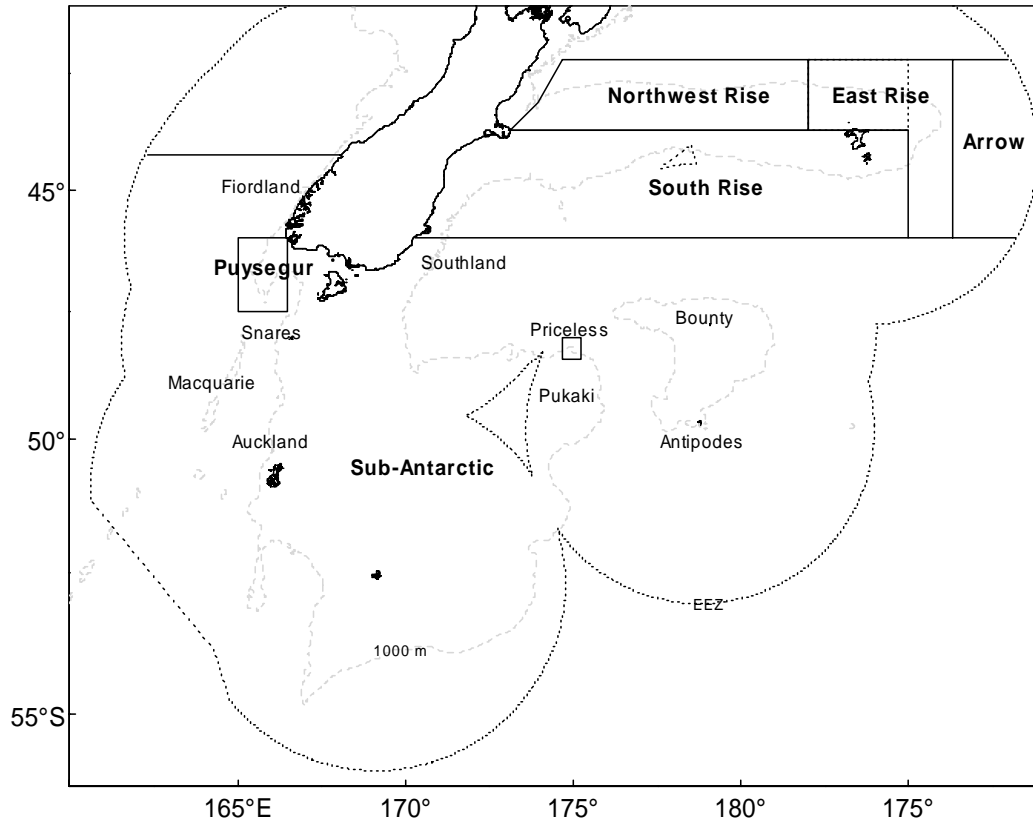 Northwest Rise
East Rise
Arrow
45°
Fiordland
South Rise
Puysegur
Southland
Snares
Priceless
Bounty
Macquarie
Pukaki
50°
Auckland
Antipodes
Sub-Antarctic
EEZ
1000 m
55°S
165°E
170°
175°
180°
175°